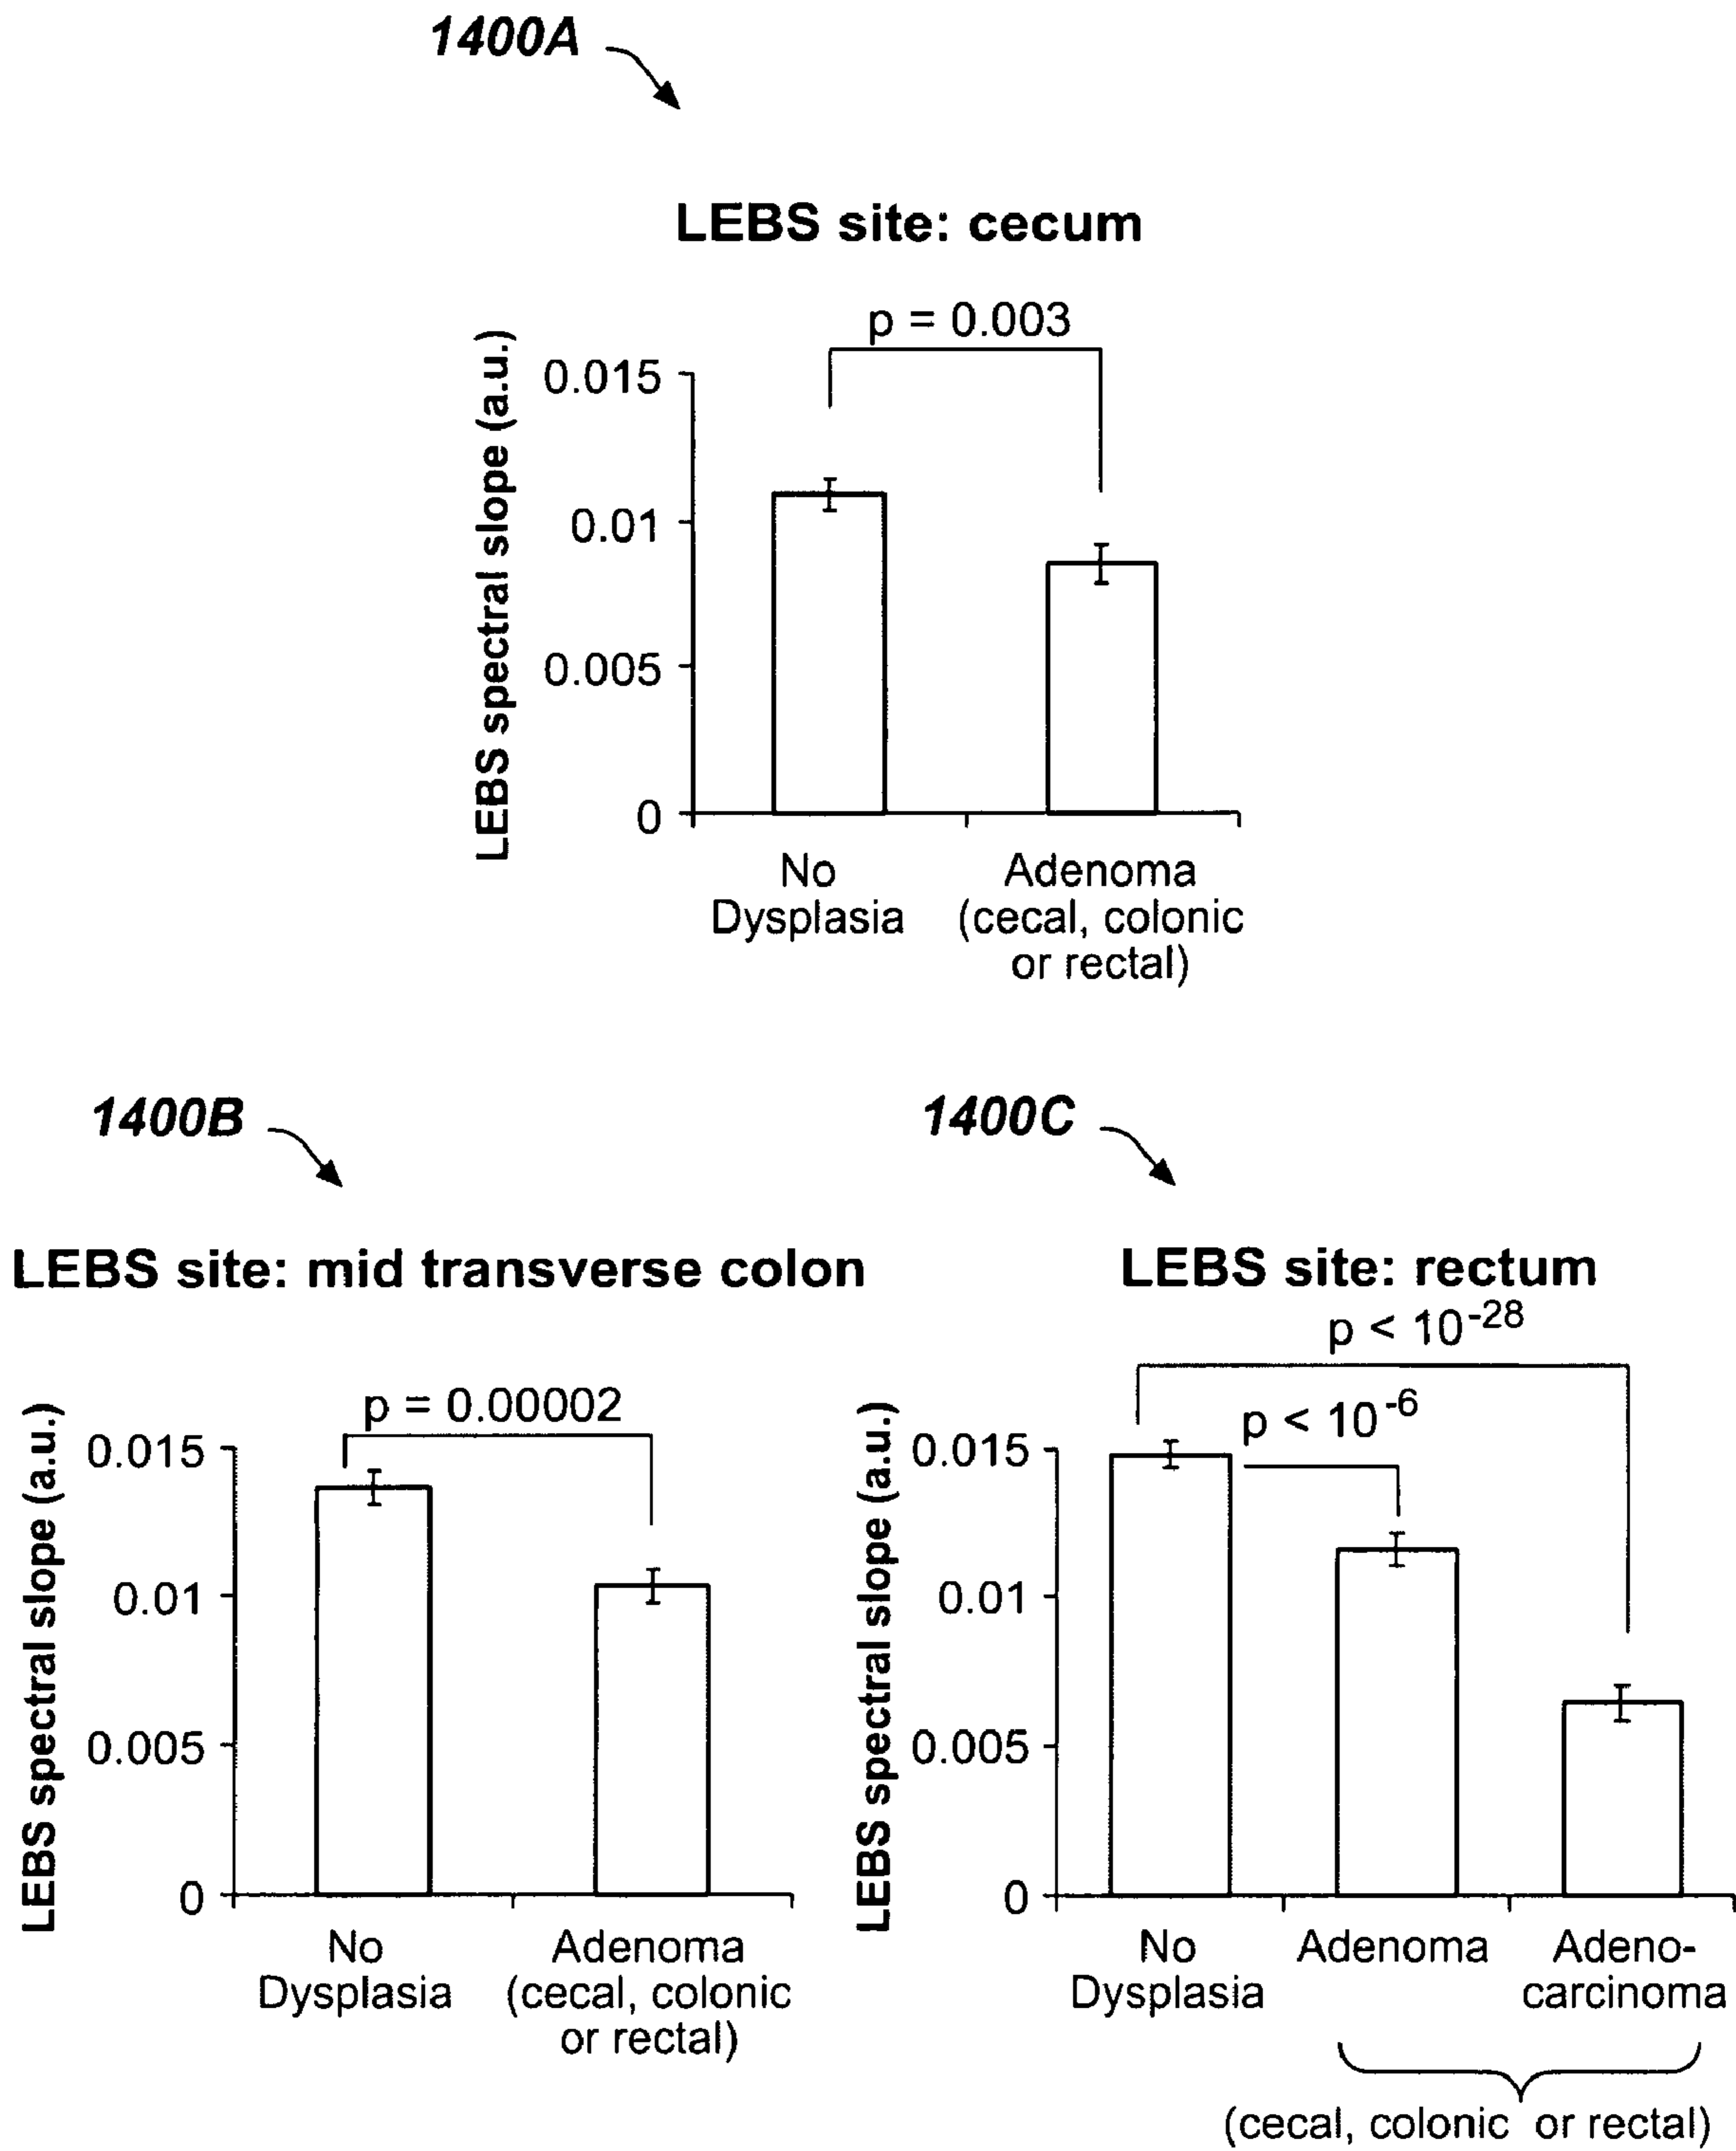 1400A
LEBS site: cecum
p = 0.003
LEBS spectral slope (a.u.)
0.015
0.01
0.005
0
No
Dysplasia
Adenoma
(cecal, colonic
or rectal)
1400B
LEBS site: mid transverse colon
p = 0.00002
LEBS spectral slope (a.u.)
0.015
0.01
0.005
0
No
Dysplasia
Adenoma
(cecal, colonic
or rectal)
1400C
LEBS site: rectum
p < 10⁻²⁸
p < 10⁻⁶
LEBS spectral slope (a.u.)
0.015
0.01
0.005
0
No
Dysplasia
Adenoma
Adeno-
carcinoma
(cecal, colonic or rectal)